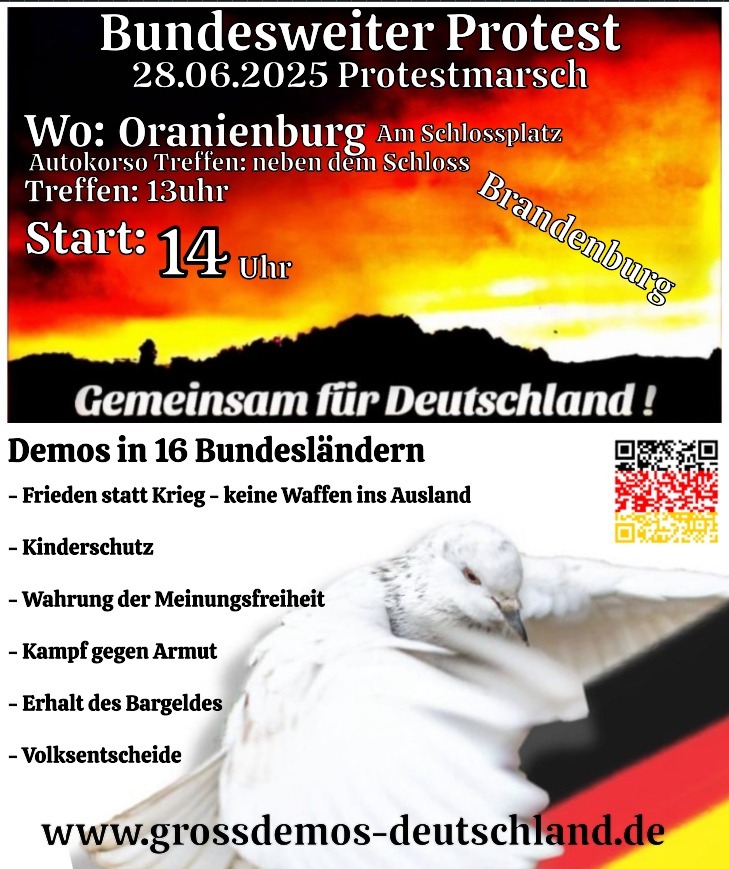 Bundesweiter Protest
28.06.2025 Protestmarsch
Wo: Oranienburg Am Schlossplatz
Autokorso Treffen: neben dem Schloss
Treffen: 13uhr
Start: 14 Uhr
Brandenburg
Gemeinsam für Deutschland !
Demos in 16 Bundesländern
- Frieden statt Krieg - keine Waffen ins Ausland
- Kinderschutz
- Wahrung der Meinungsfreiheit
- Kampf gegen Armut
- Erhalt des Bargeldes
- Volksentscheide
www.grossdemos-deutschland.de